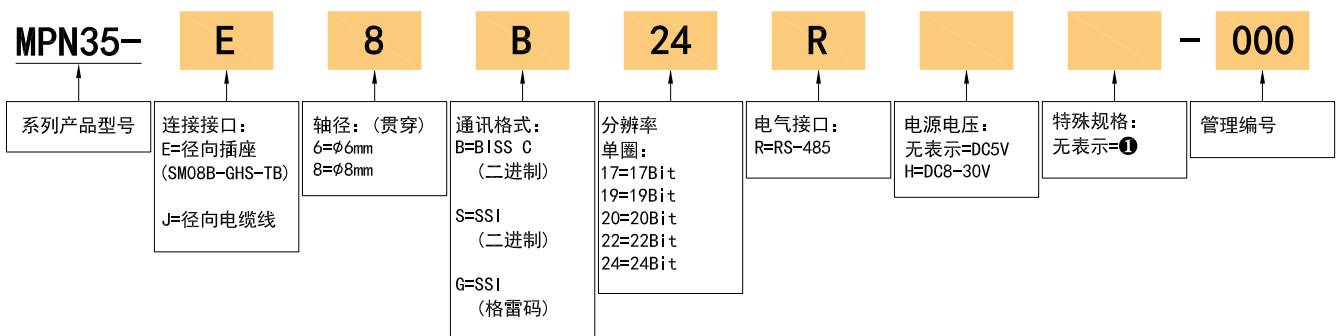 MPN35- E 8 B 24 R - 000
系列产品型号
连接接口：
E=径向插座
(SM08B-GHS-TB)
J=径向电缆线
轴径：(贯穿)
6=φ6mm
8=φ8mm
通讯格式：
B=BISS C
(二进制)
S=SSI
(二进制)
G=SSI
(格雷码)
分辨率
单圈：
17=17Bit
19=19Bit
20=20Bit
22=22Bit
24=24Bit
电气接口：
R=RS-485
电源电压：
无表示=DC5V
H=DC8-30V
特殊规格：
无表示=❶
管理编号